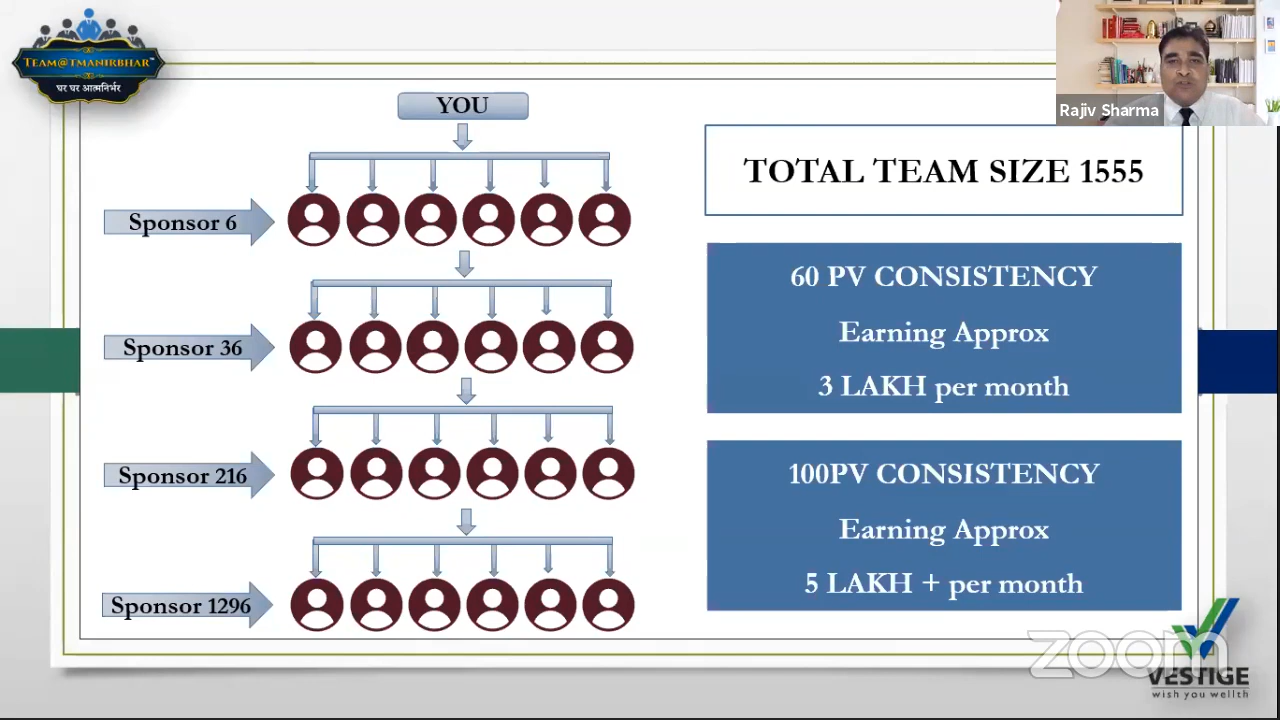 TEAM@TMANIRBHAR™
घर घर आत्मनिर्भर
Rajiv Sharma
YOU
Sponsor 6
Sponsor 36
Sponsor 216
Sponsor 1296
TOTAL TEAM SIZE 1555
60 PV CONSISTENCY
Earning Approx
3 LAKH per month
100PV CONSISTENCY
Earning Approx
5 LAKH + per month
zoom
VESTIGE
wish you wellth